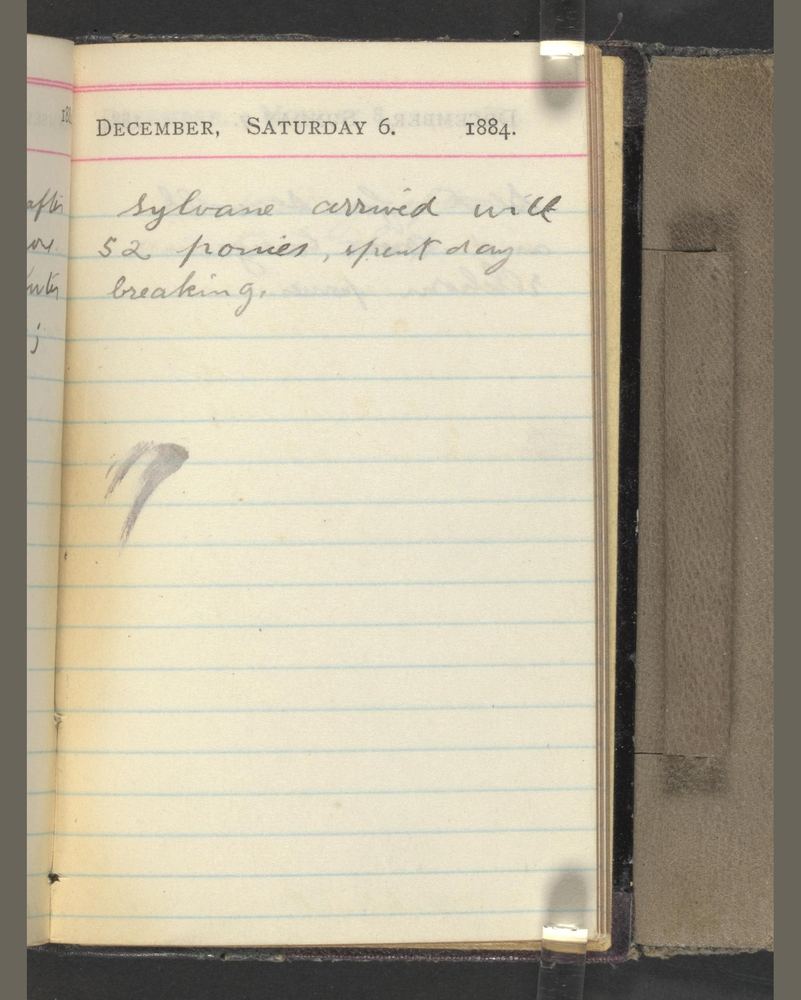 DECEMBER, SATURDAY 6. 1884.
Sylvane arrived with
52 ponies, spent day
breaking.